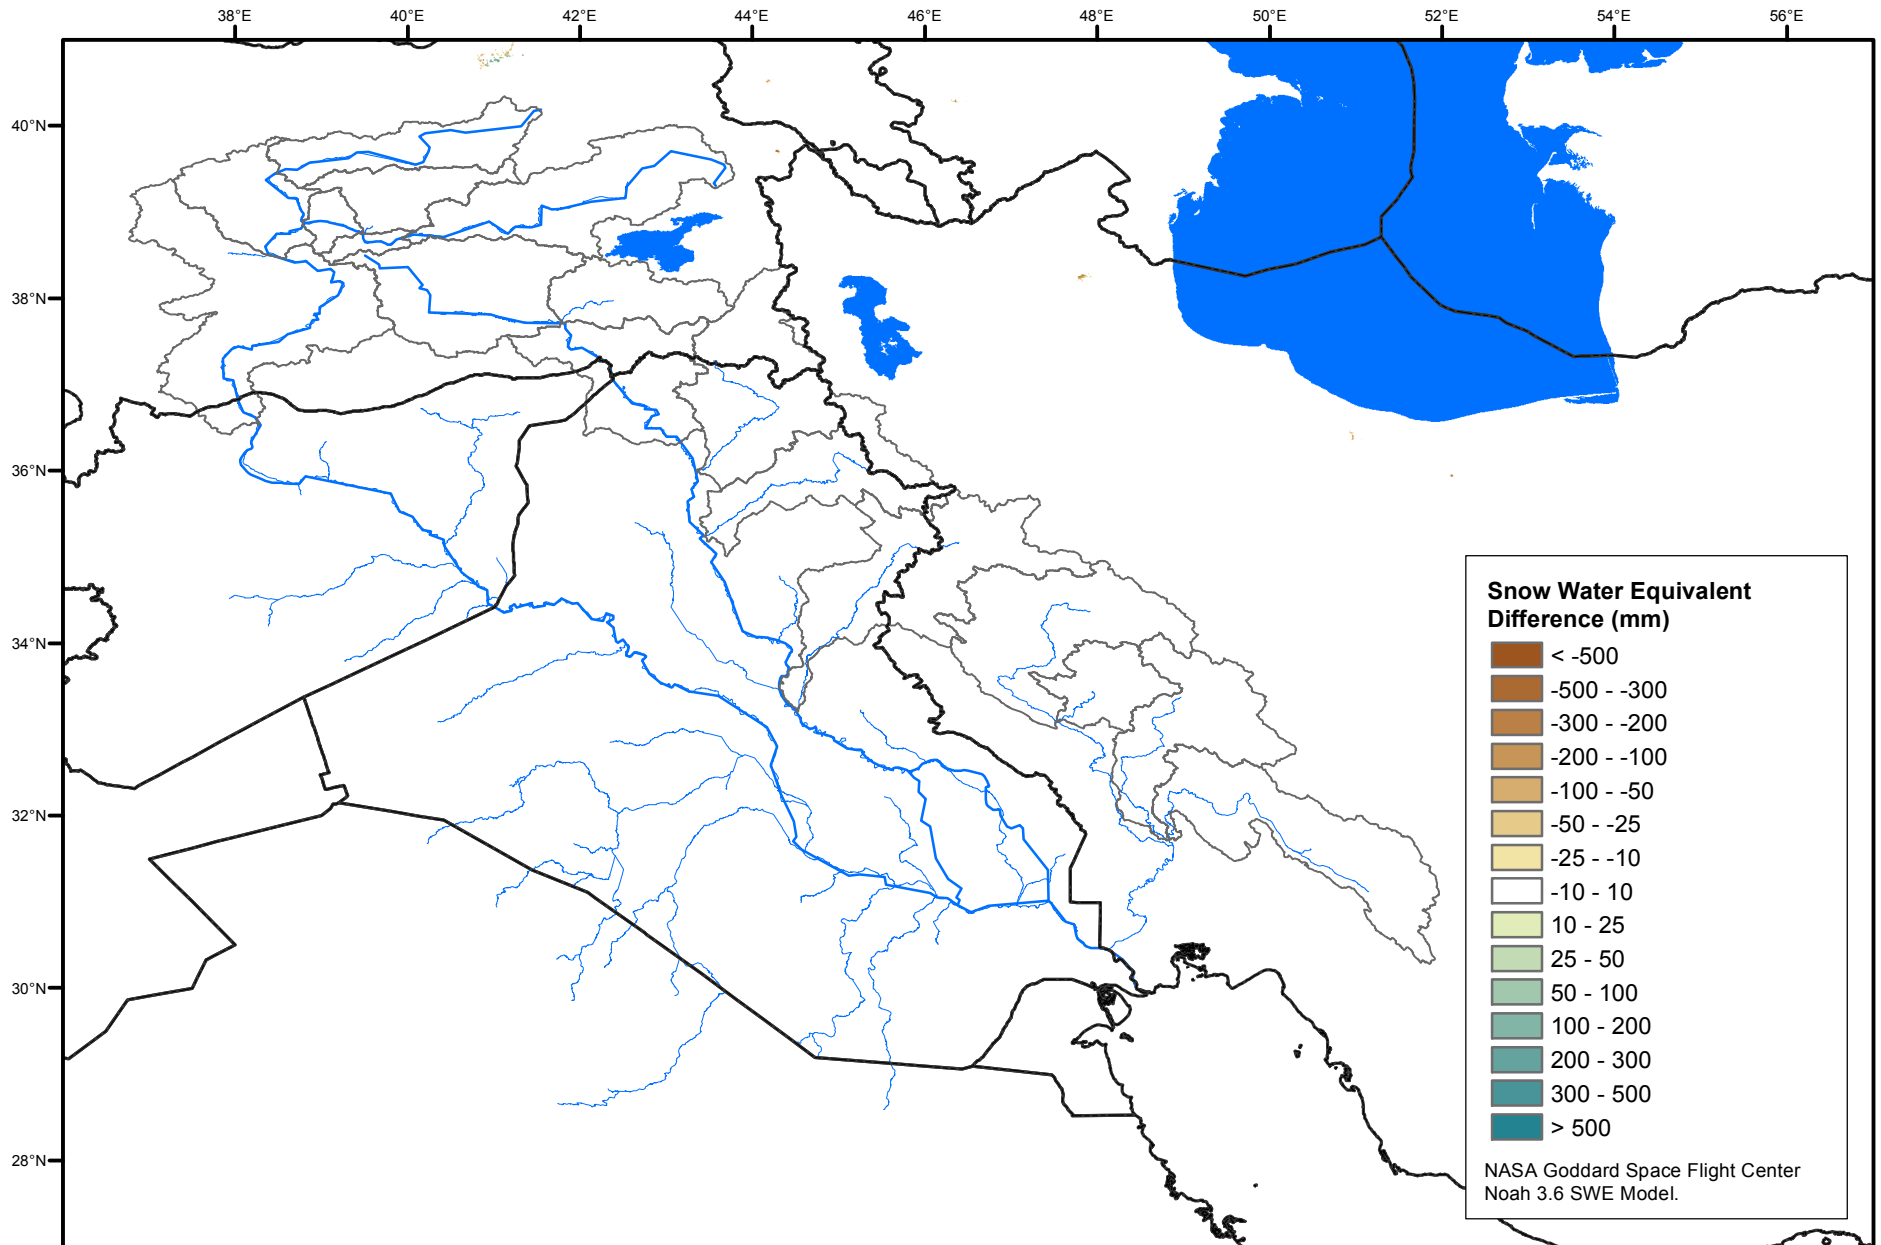 38°E 40°E 42°E 44°E 46°E 48°E 50°E 52°E 54°E 56°E
40°N
38°N
36°N
34°N
32°N
30°N
28°N
Snow Water Equivalent
Difference (mm)
< -500
-500 - -300
-300 - -200
-200 - -100
-100 - -50
-50 - -25
-25 - -10
-10 - 10
10 - 25
25 - 50
50 - 100
100 - 200
200 - 300
300 - 500
> 500
NASA Goddard Space Flight Center
Noah 3.6 SWE Model.